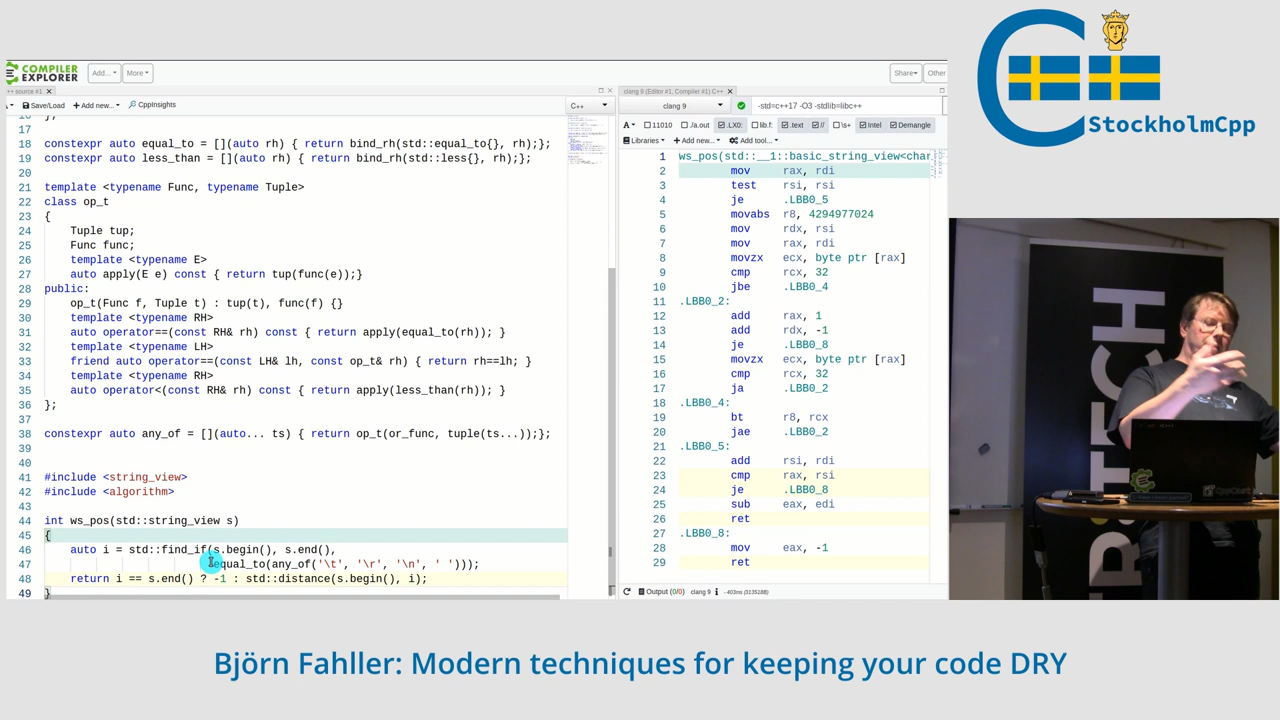 COMPILER
EXPLORER
Add...
More
Share
Other
++ source #1
Save/Load
Add new...
CppInsights
C++
17
18 constexpr auto equal_to = [](auto rh) { return bind_rh(std::equal_to{}, rh);};
19 constexpr auto less_than = [](auto rh) { return bind_rh(std::less{}, rh);};
20
21 template <typename Func, typename Tuple>
22 class op_t
23 {
24 Tuple tup;
25 Func func;
26 template <typename E>
27 auto apply(E e) const { return tup(func(e));}
28 public:
29 op_t(Func f, Tuple t) : tup(t), func(f) {}
30 template <typename RH>
31 auto operator==(const RH& rh) const { return apply(equal_to(rh)); }
32 template <typename LH>
33 friend auto operator==(const LH& lh, const op_t& rh) { return rh==lh; }
34 template <typename RH>
35 auto operator<(const RH& rh) const { return apply(less_than(rh)); }
36 };
37
38 constexpr auto any_of = [](auto... ts) { return op_t(or_func, tuple(ts...));};
39
40
41 #include <string_view>
42 #include <algorithm>
43
44 int ws_pos(std::string_view s)
45 {
46 auto i = std::find_if(s.begin(), s.end(),
47 equal_to(any_of('\t', '\r', '\n', ' ')));
48 return i == s.end() ? -1 : std::distance(s.begin(), i);
49 }
clang 9 (Editor #1, Compiler #1) C++
clang 9
-std=c++17 -O3 -stdlib=libc++
A
11010
./a.out
.LX0:
lib.f:
.text
//
\s+
Intel
Demangle
Libraries
Add new...
Add tool...
1 ws_pos(std::__1::basic_string_view<char
2 mov rax, rdi
3 test rsi, rsi
4 je .LBB0_5
5 movabs r8, 4294977024
6 mov rdx, rsi
7 mov rax, rdi
8 movzx ecx, byte ptr [rax]
9 cmp rcx, 32
10 jbe .LBB0_4
11 .LBB0_2:
12 add rax, 1
13 add rdx, -1
14 je .LBB0_8
15 movzx ecx, byte ptr [rax]
16 cmp rcx, 32
17 ja .LBB0_2
18 .LBB0_4:
19 bt r8, rcx
20 jae .LBB0_2
21 .LBB0_5:
22 add rsi, rdi
23 cmp rax, rsi
24 je .LBB0_8
25 sub eax, edi
26 ret
27 .LBB0_8:
28 mov eax, -1
29 ret
Output (0/0)
clang 9
- 403ms (313518B)
StockholmCpp
Björn Fahller: Modern techniques for keeping your code DRY